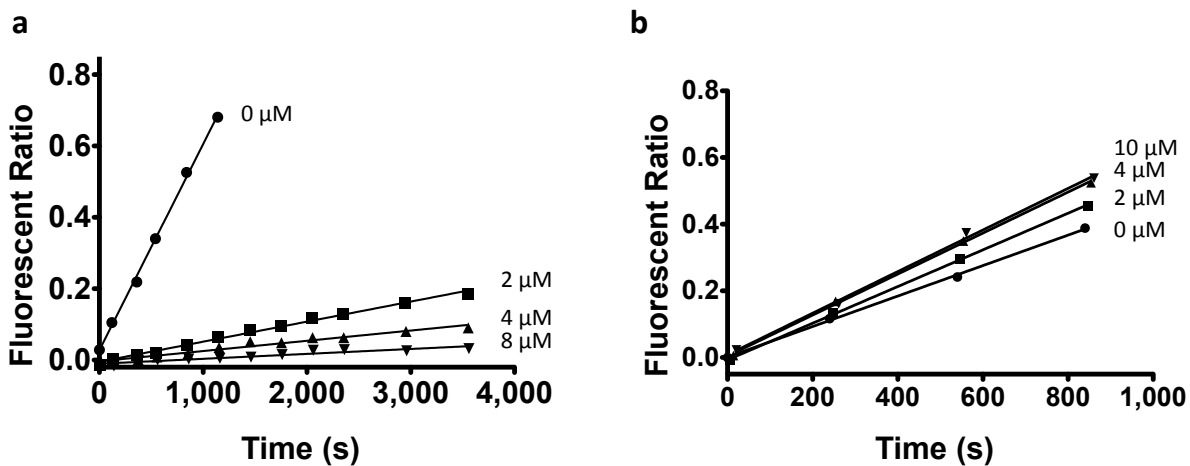 a
Fluorescent Ratio
0.8
0.6
0.4
0.2
0.0
0 μM
2 μM
4 μM
8 μM
0 1,000 2,000 3,000 4,000
Time (s)
b
Fluorescent Ratio
0.8
0.6
0.4
0.2
0.0
10 μM
4 μM
2 μM
0 μM
0 200 400 600 800 1,000
Time (s)